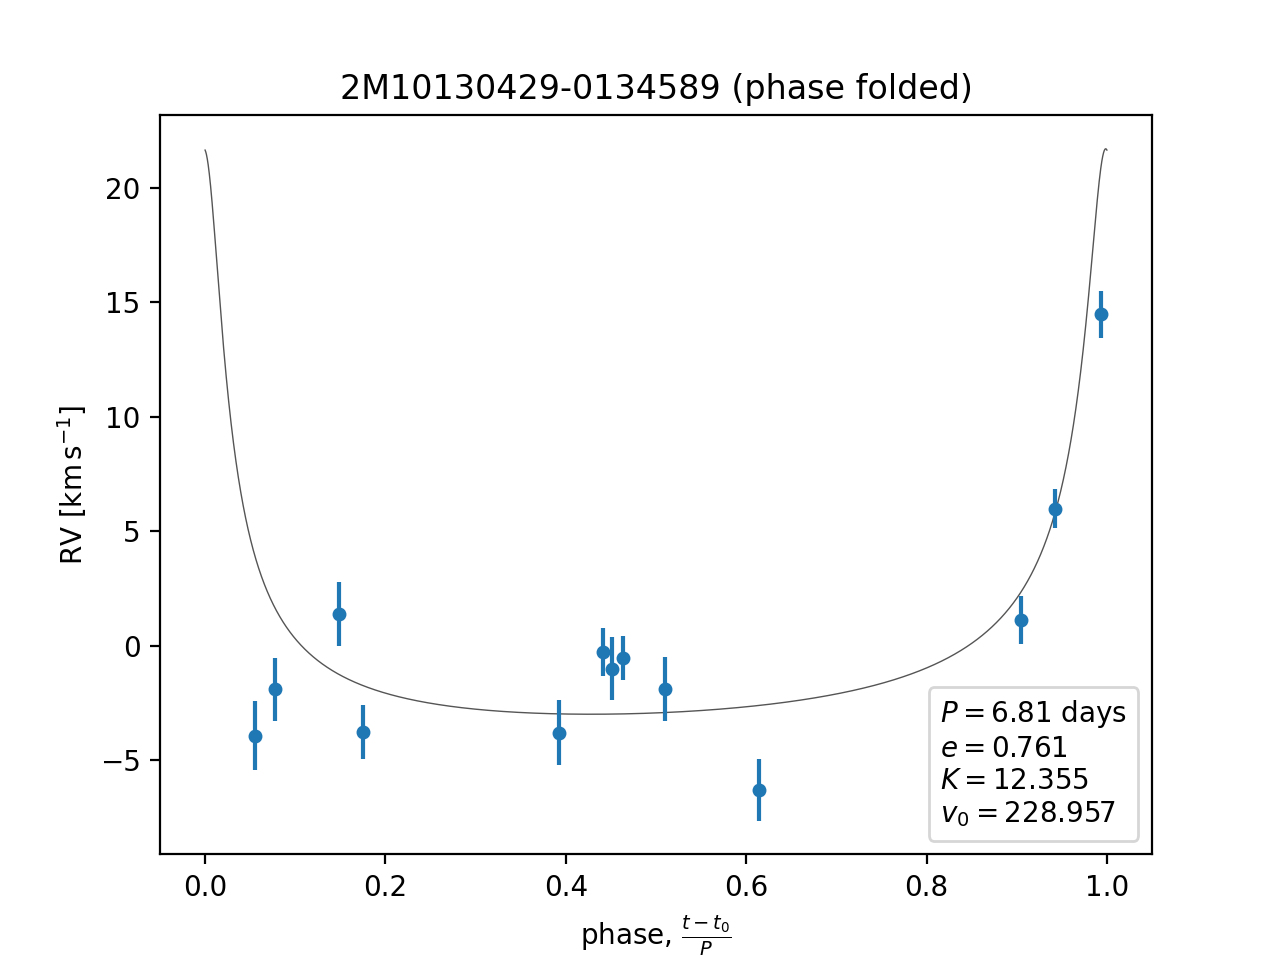 2M10130429-0134589 (phase folded)
RV [km s⁻¹]
20
15
10
5
0
−5
0.0 0.2 0.4 0.6 0.8 1.0
phase, (t − t₀)/P
P = 6.81 days
e = 0.761
K = 12.355
v₀ = 228.957